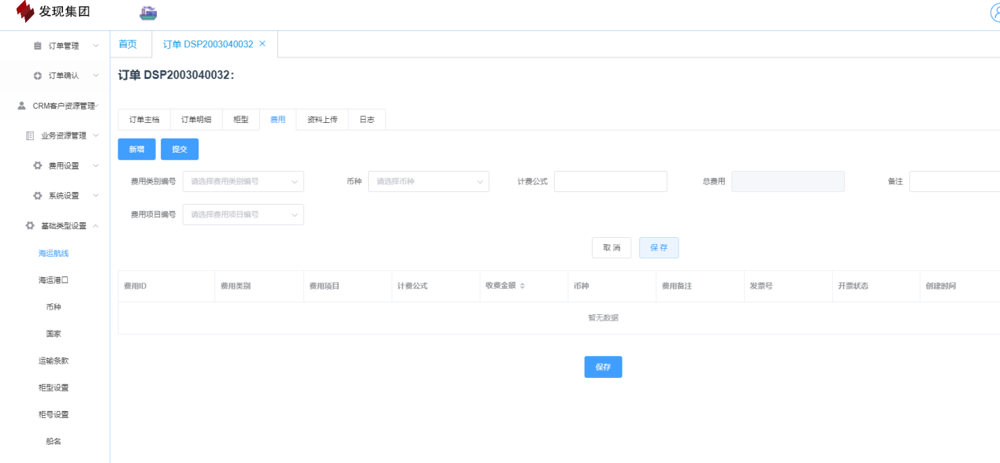 发现集团
订单管理
订单确认
CRM客户资源管理
业务资源管理
费用设置
系统设置
基础类型设置
海运航线
海运港口
币种
国家
运输条款
柜型设置
柜号设置
船名
首页 订单 DSP2003040032 ×
订单 DSP2003040032:
订单主档 订单明细 柜型 费用 资料上传 日志
新增 提交
费用类别编号 请选择费用类别编号 币种 请选择币种 计费公式 总费用 备注
费用项目编号 请选择费用项目编号
取消 保存
费用ID 费用类别 费用项目 计费公式 收费金额 币种 费用备注 发票号 开票状态 创建时间
暂无数据
保存